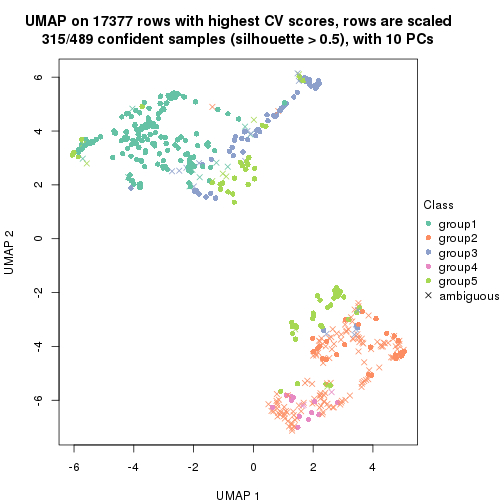 UMAP on 17377 rows with highest CV scores, rows are scaled
315/489 confident samples (silhouette > 0.5), with 10 PCs
6
4
2
0
-2
-4
-6
UMAP 2
-6
-4
-2
0
2
4
UMAP 1
Class
group1
group2
group3
group4
group5
ambiguous